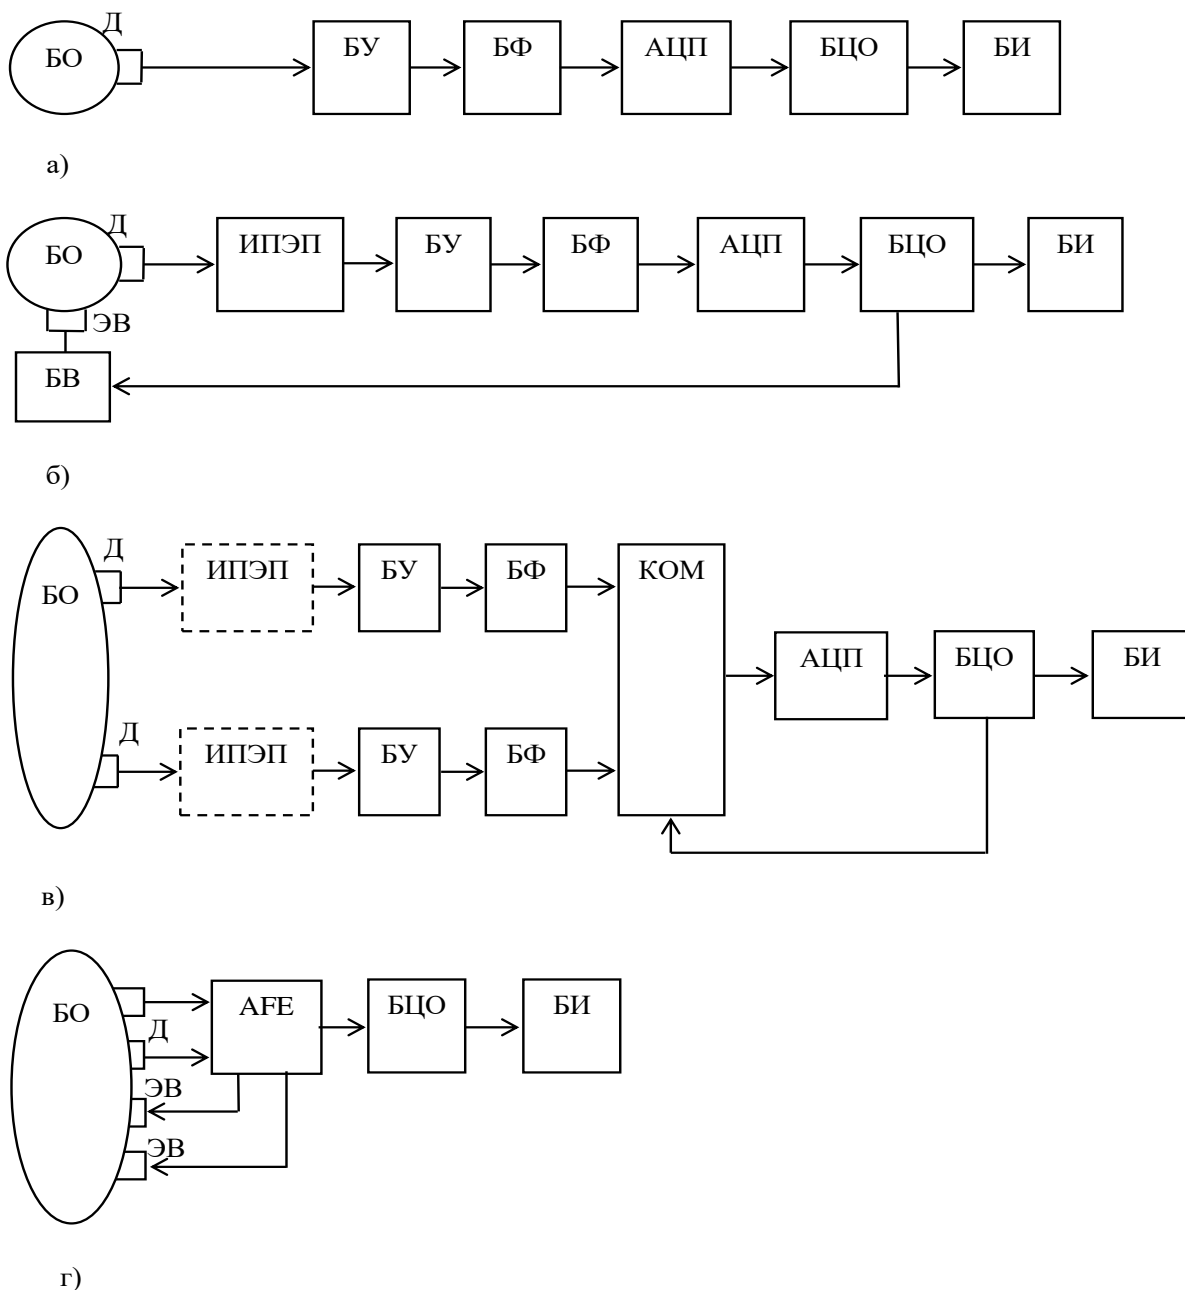 Д
БО БУ БФ АЦП БЦО БИ
а)
Д
БО ИПЭП БУ БФ АЦП БЦО БИ
ЭВ
БВ
б)
Д
БО ИПЭП БУ БФ КОМ
АЦП БЦО БИ
Д
ИПЭП БУ БФ
в)
БО AFE БЦО БИ
Д
ЭВ
ЭВ
г)